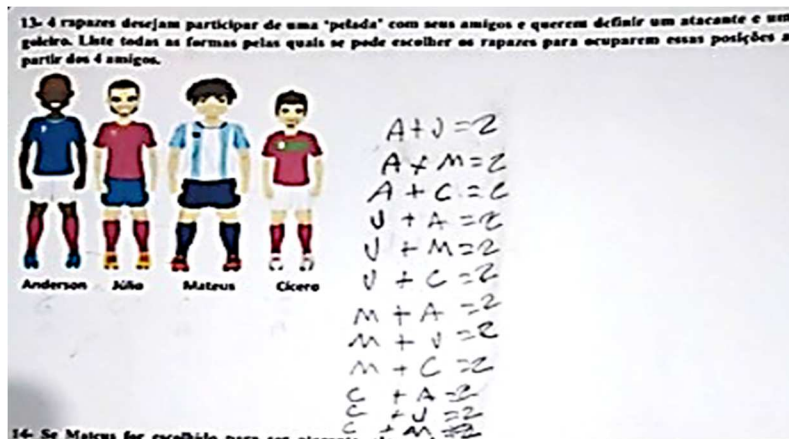 13- 4 rapazes desejam participar de uma "pelada" com seus amigos e querem definir um atacante e um
goleiro. Liste todas as formas pelas quais se pode escolher os rapazes para ocuparem essas posições a
partir dos 4 amigos.
Anderson Júlio Mateus Cícero
A+J=2
A+M=2
A+C=2
J+A=2
J+M=2
J+C=2
M+A=2
M+J=2
M+C=2
C+A=2
C+J=2
C+M=2
14- Se Mateus for escolhido para ser atacante